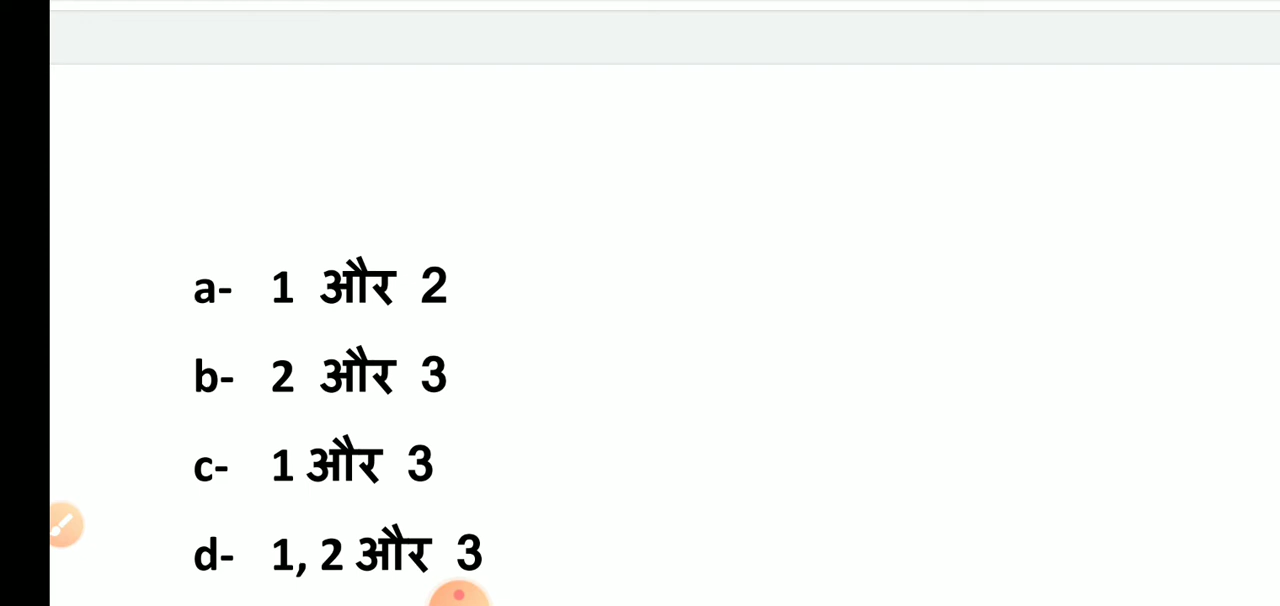 a- 1 और 2
b- 2 और 3
c- 1 और 3
d- 1, 2 और 3